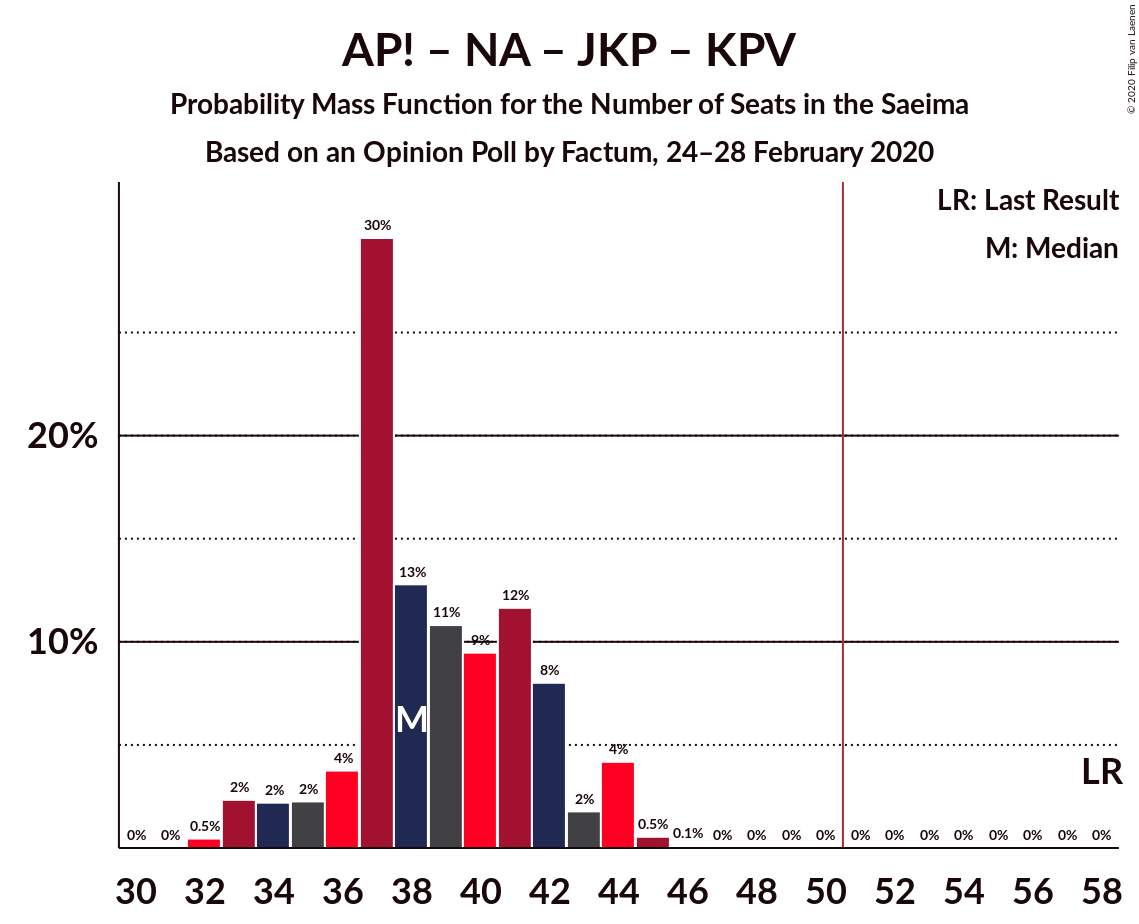 AP! – NA – JKP – KPV
Probability Mass Function for the Number of Seats in the Saeima
Based on an Opinion Poll by Factum, 24–28 February 2020
© 2020 Filip van Laenen
LR: Last Result
M: Median
30%
20%
13%
12%
11%
10%
9%
8%
M
4%
4%
LR
2% 2% 2% 2%
0% 0% 0.5% 0.5% 0.1% 0% 0% 0% 0% 0% 0% 0% 0% 0% 0% 0% 0%
30 32 34 36 38 40 42 44 46 48 50 52 54 56 58